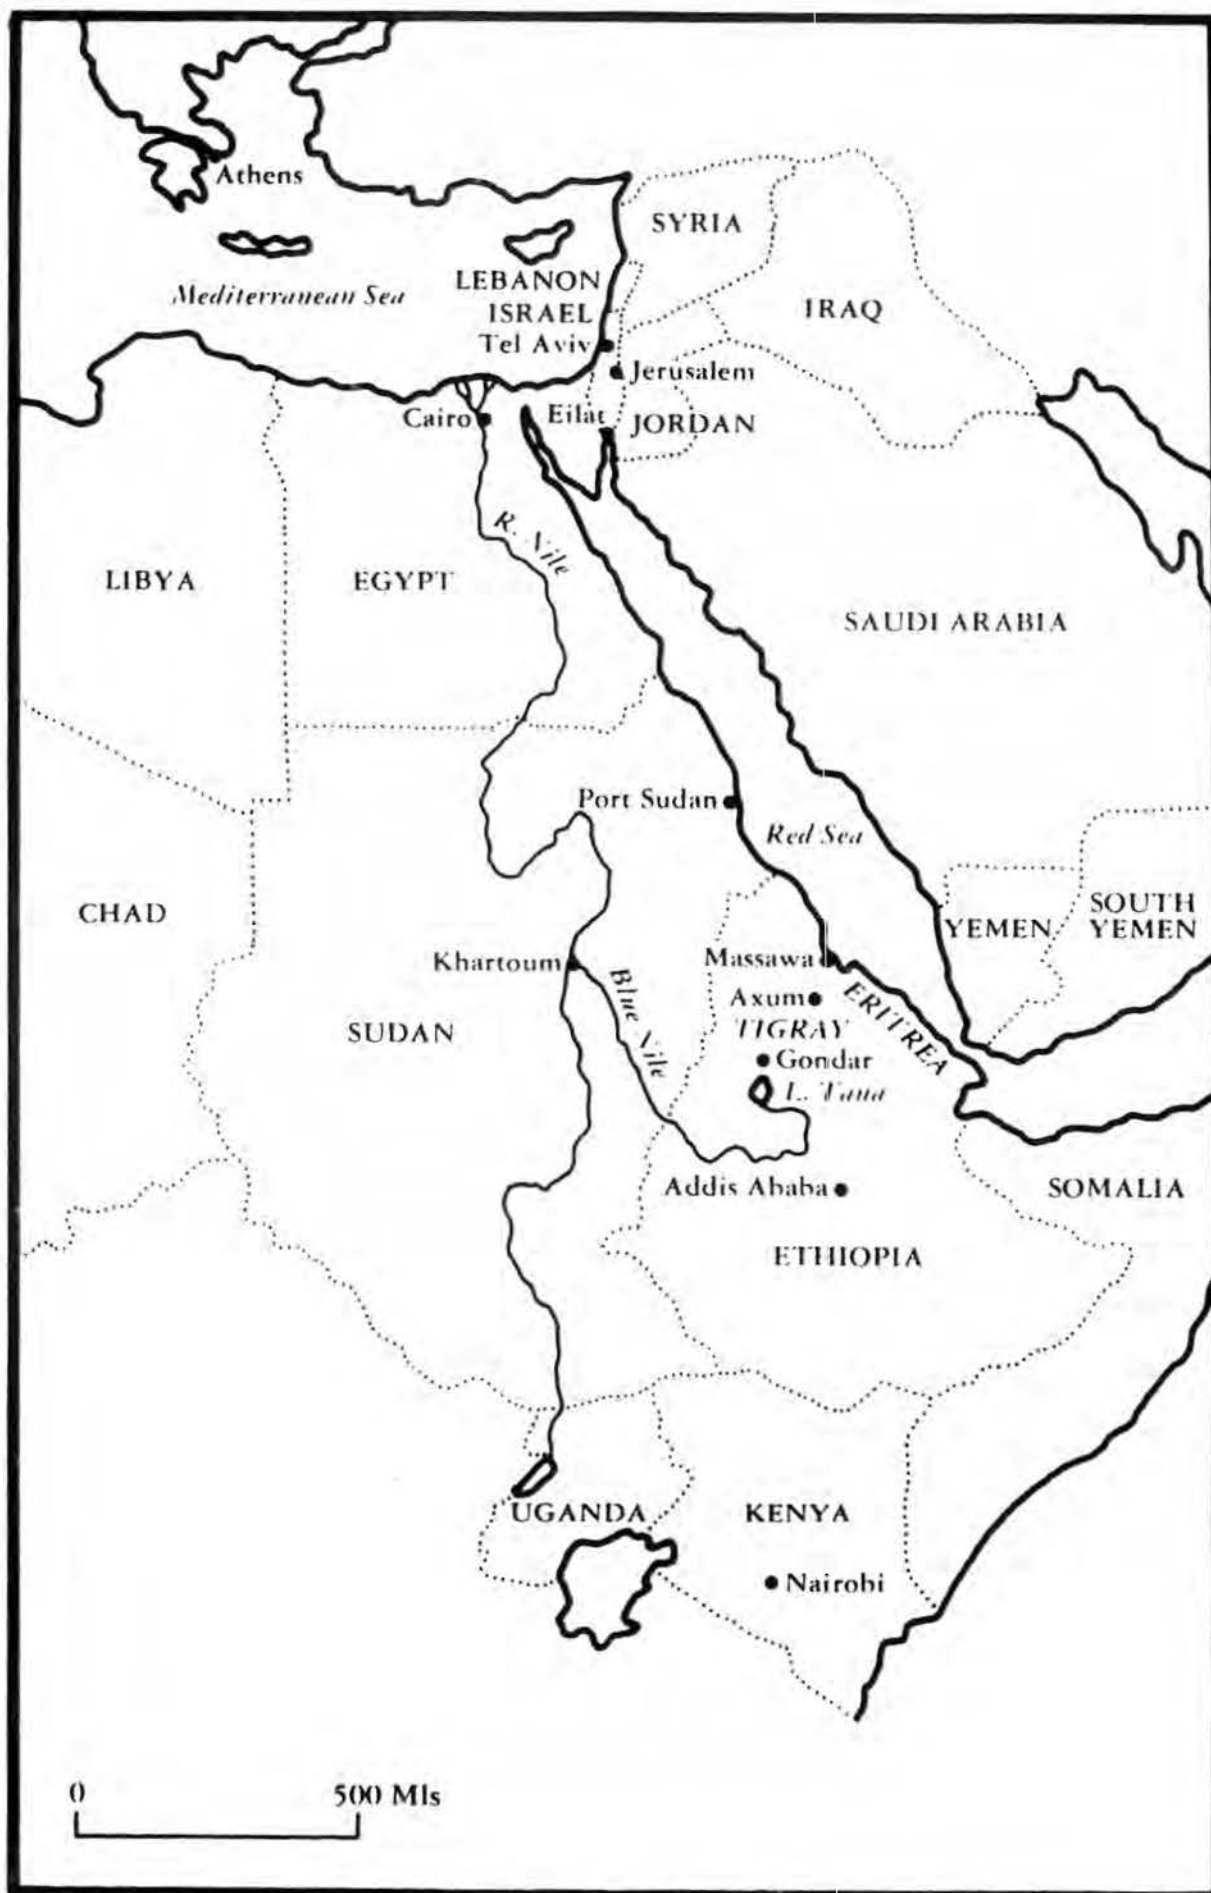 Athens
SYRIA
LEBANON
Mediterranean Sea
ISRAEL
IRAQ
Tel Aviv
Jerusalem
Cairo
Eilat
JORDAN
R. Nile
LIBYA
EGYPT
SAUDI ARABIA
Port Sudan
Red Sea
CHAD
SOUTH
YEMEN
YEMEN
Khartoum
Blue Nile
Massawa
Axum
ERITREA
SUDAN
TIGRAY
Gondar
L. Tana
Addis Ababa
SOMALIA
ETHIOPIA
UGANDA
KENYA
Nairobi
0
500 Mls